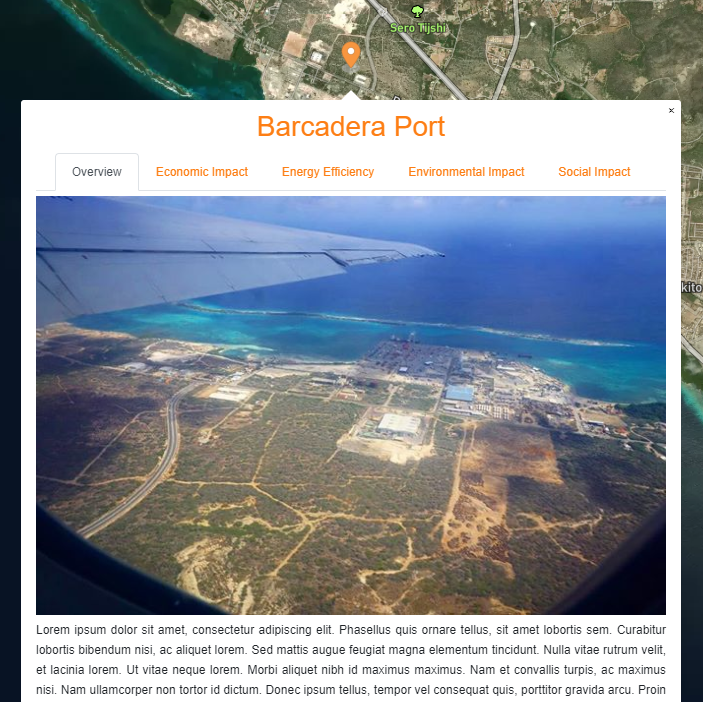 Sero Tijshi
×
Barcadera Port
Overview Economic Impact Energy Efficiency Environmental Impact Social Impact
kito
Lorem ipsum dolor sit amet, consectetur adipiscing elit. Phasellus quis ornare tellus, sit amet lobortis sem. Curabitur
lobortis bibendum nisi, ac aliquet lorem. Sed mattis augue feugiat magna elementum tincidunt. Nulla vitae rutrum velit,
et lacinia lorem. Ut vitae neque lorem. Morbi aliquet nibh id maximus maximus. Nam et convallis turpis, ac maximus
nisi. Nam ullamcorper non tortor id dictum. Donec ipsum tellus, tempor vel consequat quis, porttitor gravida arcu. Proin